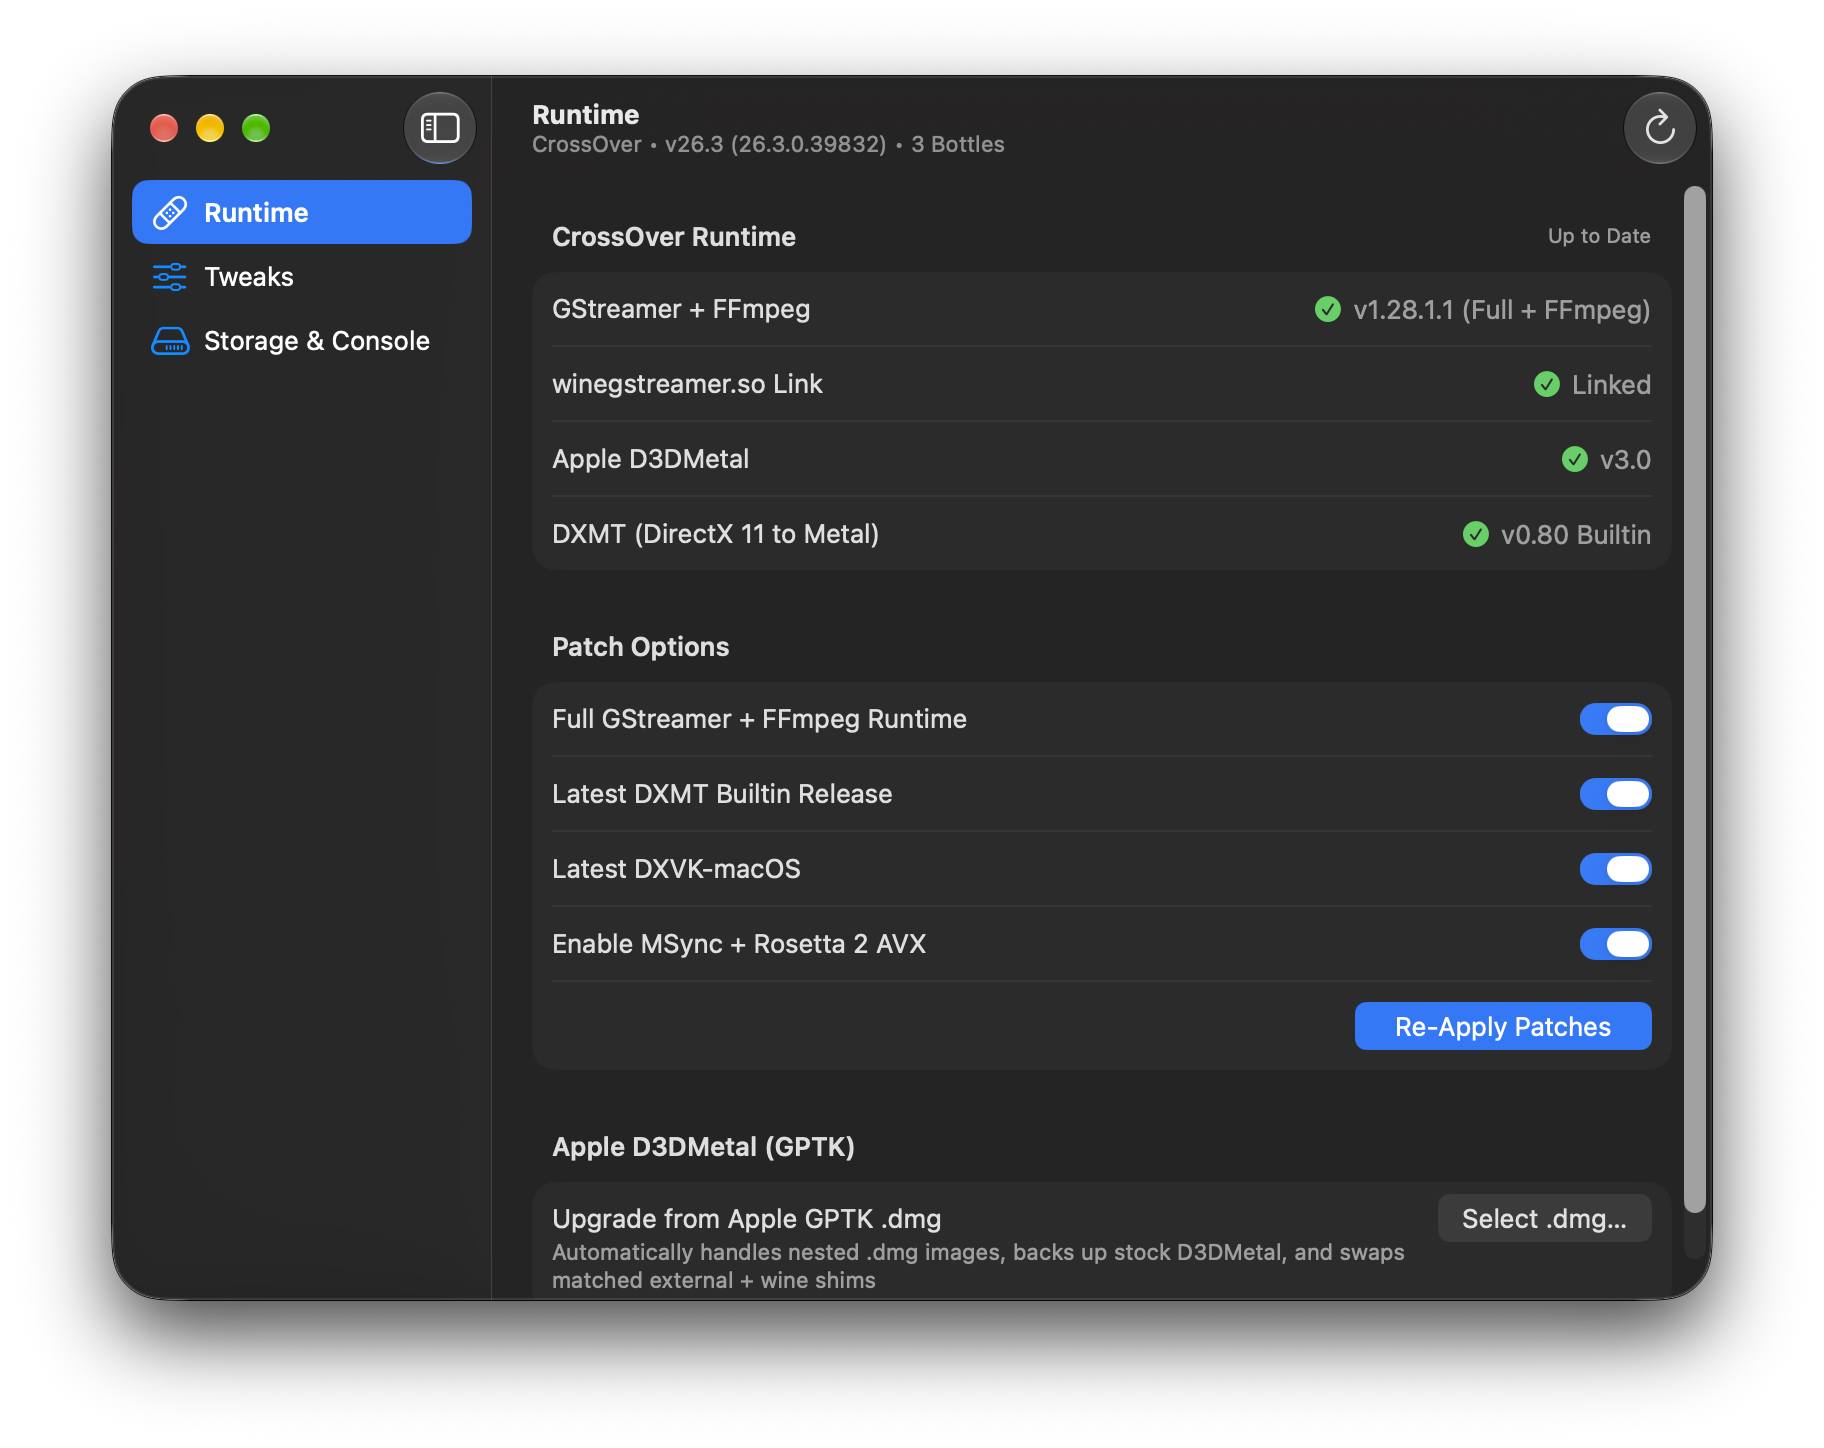 Runtime
CrossOver • v26.3 (26.3.0.39832) • 3 Bottles
Runtime
Tweaks
Storage & Console
CrossOver Runtime
Up to Date
GStreamer + FFmpeg
v1.28.1.1 (Full + FFmpeg)
winegstreamer.so Link
Linked
Apple D3DMetal
v3.0
DXMT (DirectX 11 to Metal)
v0.80 Builtin
Patch Options
Full GStreamer + FFmpeg Runtime
Latest DXMT Builtin Release
Latest DXVK-macOS
Enable MSync + Rosetta 2 AVX
Re-Apply Patches
Apple D3DMetal (GPTK)
Upgrade from Apple GPTK .dmg
Select .dmg...
Automatically handles nested .dmg images, backs up stock D3DMetal, and swaps
matched external + wine shims